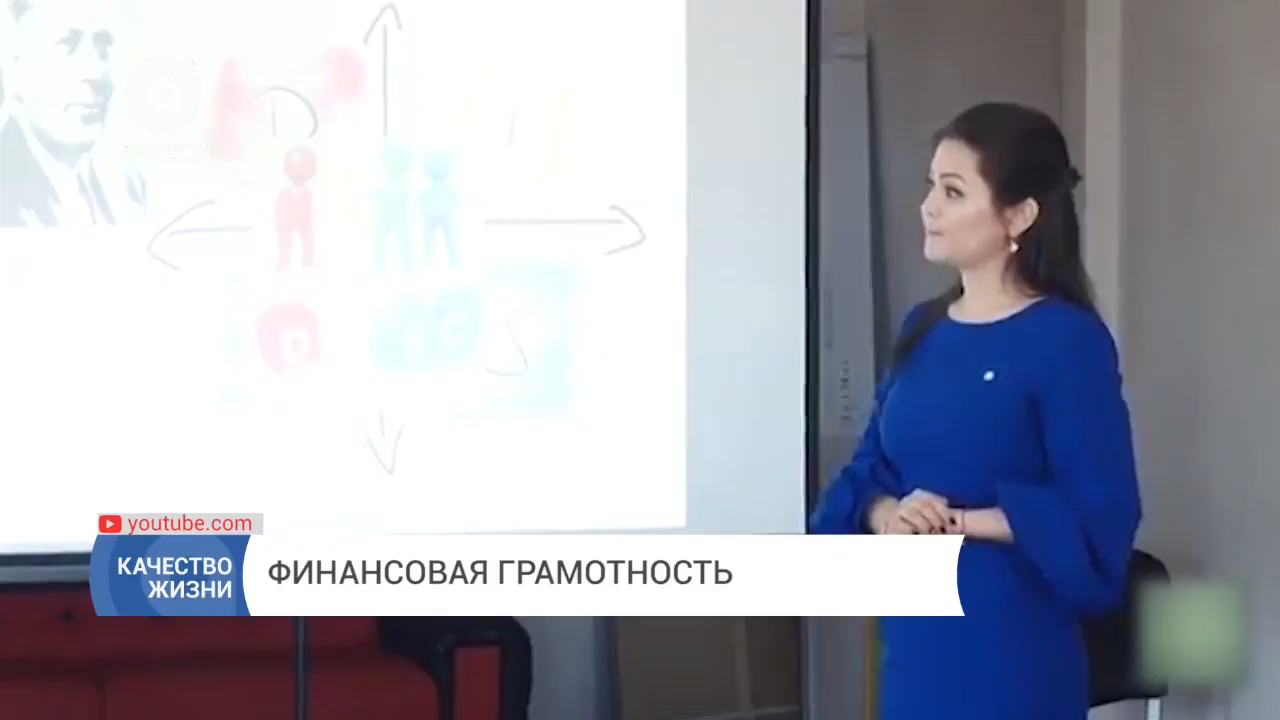 D
I
D
S
youtube.com
КАЧЕСТВО
ЖИЗНИ
ФИНАНСОВАЯ ГРАМОТНОСТЬ